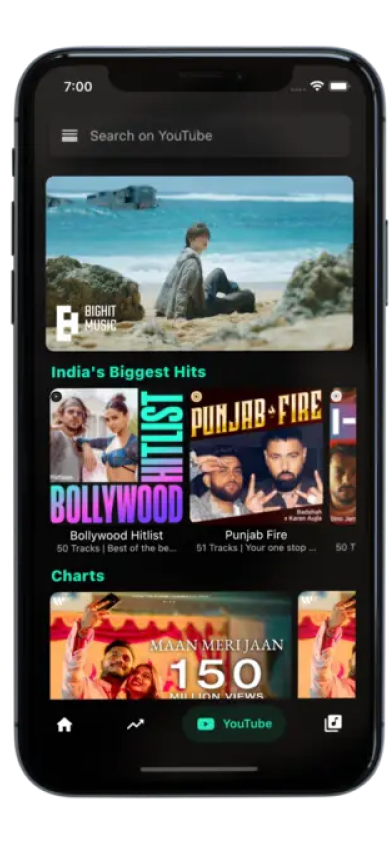 7:00
Search on YouTube
BIGHIT
MUSIC
India's Biggest Hits
HITLIST
BOLLYWOOD
PUNJAB FIRE
Badshah
x Karan Aujla
Bollywood Hitlist
50 Tracks | Best of the be...
Punjab Fire
51 Tracks | Your one stop ...
50 T
Charts
MAAN MERI JAAN
150
MILLION VIEWS
YouTube